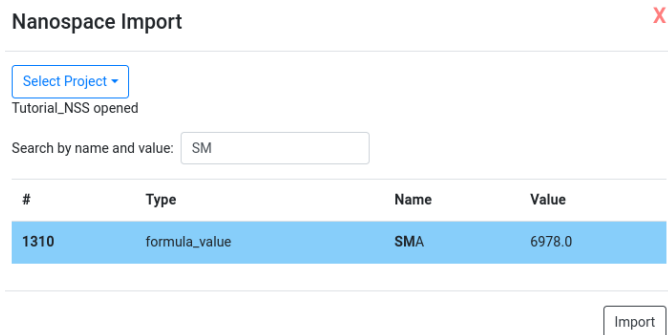 Nanospace Import
X
Select Project
Tutorial_NSS opened
Search by name and value: SM
# Type Name Value
1310 formula_value SMA 6978.0
Import